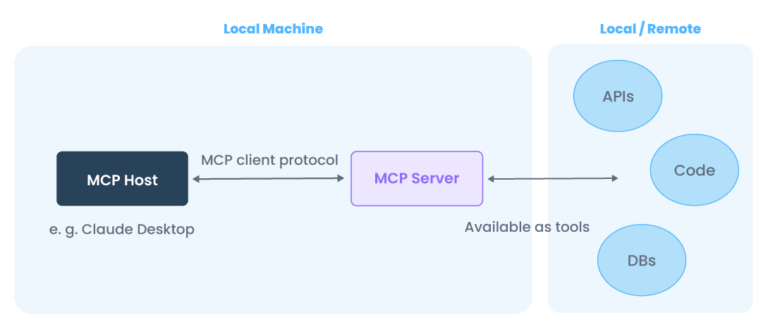 Local Machine
Local / Remote
MCP Host
MCP client protocol
MCP Server
e. g. Claude Desktop
Available as tools
APIs
Code
DBs